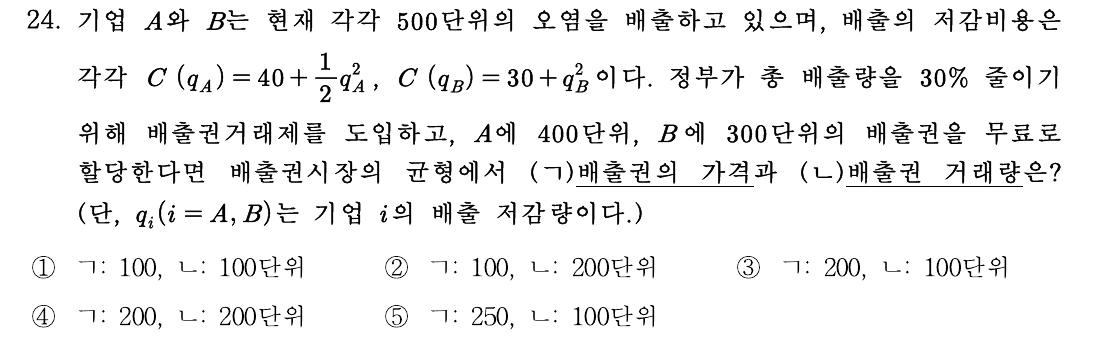 24. 기업 A와 B는 현재 각각 500단위의 오염을 배출하고 있으며, 배출의 저감비용은
각각 C(q_A) = 40 + \frac{1}{2}q_A^2, C(q_B) = 30 + q_B^2이다. 정부가 총 배출량을 30% 줄이기
위해 배출권거래제를 도입하고, A에 400단위, B에 300단위의 배출권을 무료로
할당한다면 배출권시장의 균형에서 (ㄱ)배출권의 가격과 (ㄴ)배출권 거래량은?
(단, q_i(i = A, B)는 기업 i의 배출 저감량이다.)
① ㄱ: 100, ㄴ: 100단위 ② ㄱ: 100, ㄴ: 200단위 ③ ㄱ: 200, ㄴ: 100단위
④ ㄱ: 200, ㄴ: 200단위 ⑤ ㄱ: 250, ㄴ: 100단위